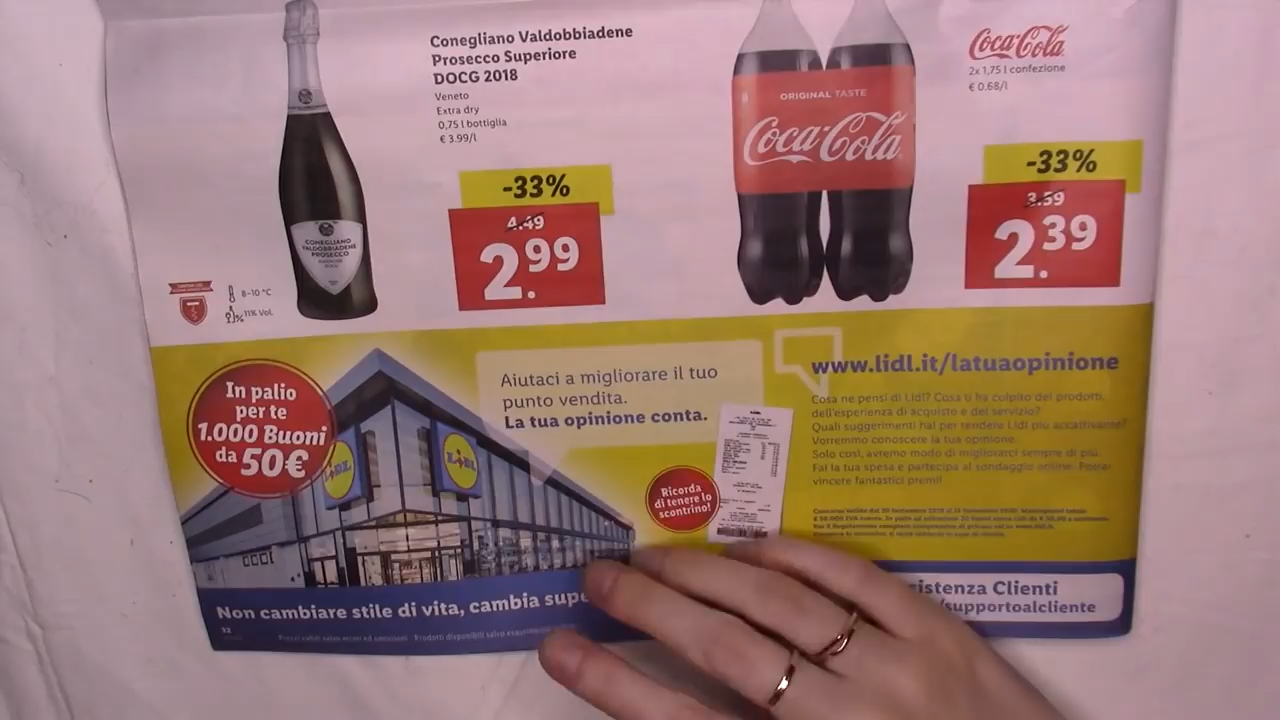 Conegliano Valdobbiadene
Prosecco Superiore
DOCG 2018
Veneto
Extra dry
0,75 l bottiglia
€ 3.99/l
-33%
4.49
2.99
CONEGLIANO
VALDOBBIADENE
PROSECCO
8-10 °C
11% Vol.
ORIGINAL TASTE
Coca-Cola
Coca-Cola
2x 1,75 l confezione
€ 0.68/l
-33%
3.59
2.39
In palio
per te
1.000 Buoni
da 50€
LIDL
LIDL
Aiutaci a migliorare il tuo
punto vendita.
La tua opinione conta.
Ricorda
di tenere lo
scontrino!
www.lidl.it/latuaopinione
Cosa ne pensi di Lidl? Cosa ti ha colpito dei prodotti,
dell'esperienza di acquisto e del servizio?
Quali suggerimenti hai per rendere Lidl più accattivante?
Vorremmo conoscere la tua opinione.
Solo così, avremo modo di migliorarci sempre di più.
Fai la tua spesa e partecipa al sondaggio online. Potrai
vincere fantastici premi!
Non cambiare stile di vita, cambia supe
istenza Clienti
/supportoalcliente
32